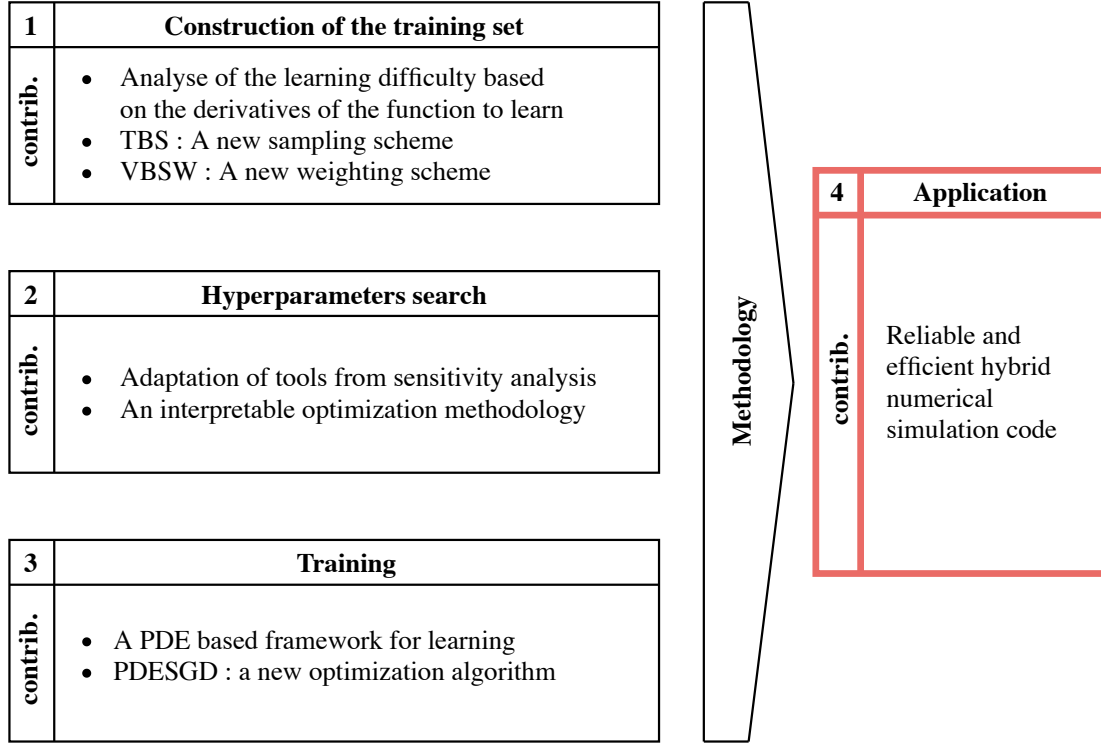 1 Construction of the training set
contrib.
• Analyse of the learning difficulty based
on the derivatives of the function to learn
• TBS : A new sampling scheme
• VBSW : A new weighting scheme
2 Hyperparameters search
contrib.
• Adaptation of tools from sensitivity analysis
• An interpretable optimization methodology
3 Training
contrib.
• A PDE based framework for learning
• PDESGD : a new optimization algorithm
Methodology
4 Application
contrib.
Reliable and
efficient hybrid
numerical
simulation code